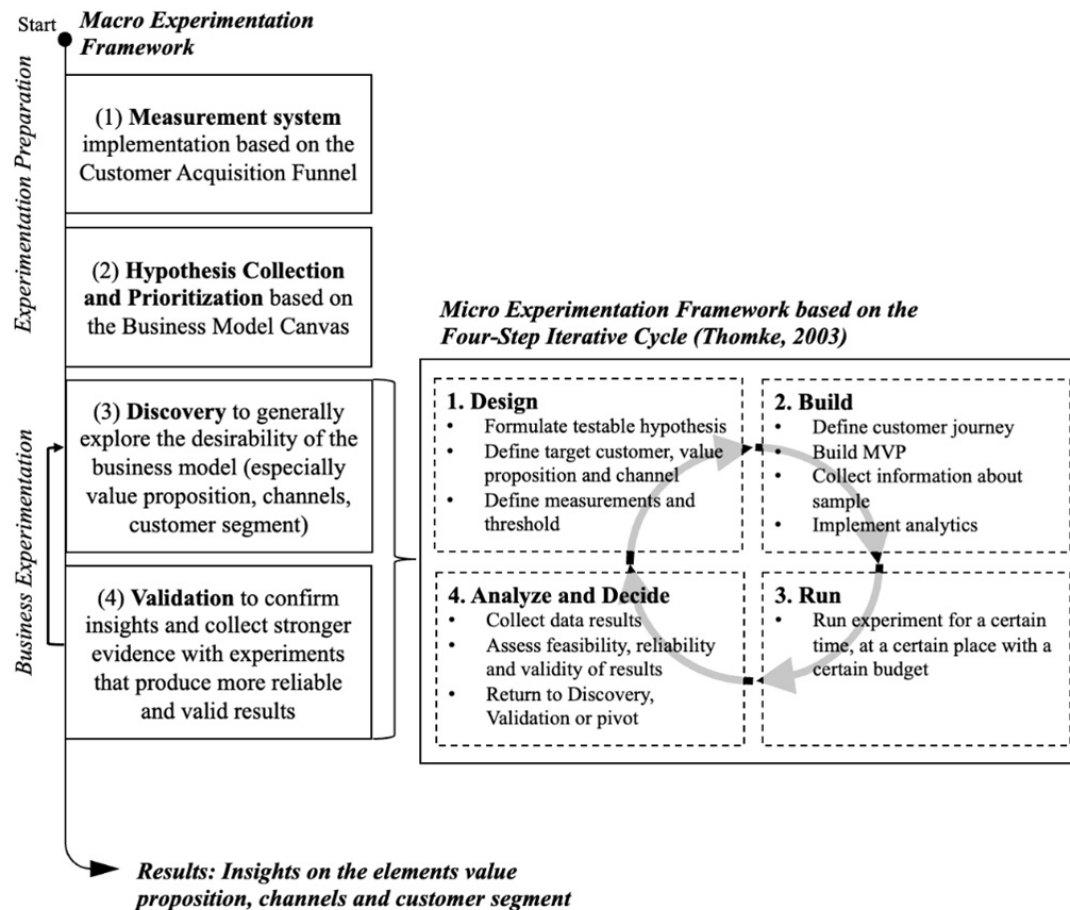 Start
Macro Experimentation
Framework
Experimentation Preparation
(1) Measurement system
implementation based on the
Customer Acquisition Funnel
(2) Hypothesis Collection
and Prioritization based on
the Business Model Canvas
Business Experimentation
(3) Discovery to generally
explore the desirability of the
business model (especially
value proposition, channels,
customer segment)
(4) Validation to confirm
insights and collect stronger
evidence with experiments
that produce more reliable
and valid results
Micro Experimentation Framework based on the
Four-Step Iterative Cycle (Thomke, 2003)
1. Design
• Formulate testable hypothesis
• Define target customer, value
proposition and channel
• Define measurements and
threshold
2. Build
• Define customer journey
• Build MVP
• Collect information about
sample
• Implement analytics
4. Analyze and Decide
• Collect data results
• Assess feasibility, reliability
and validity of results
• Return to Discovery,
Validation or pivot
3. Run
• Run experiment for a certain
time, at a certain place with a
certain budget
Results: Insights on the elements value
proposition, channels and customer segment